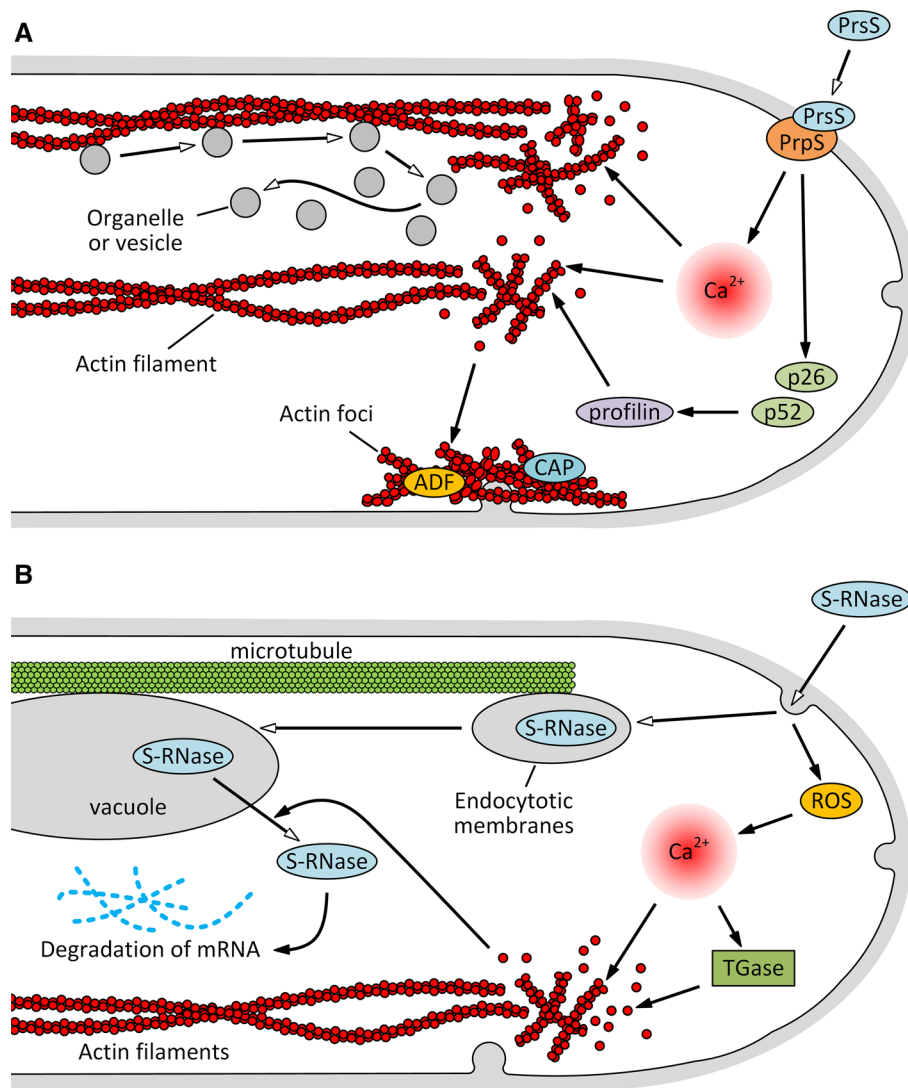 A
PrsS
PrsS
PrpS
Organelle
or vesicle
Ca2+
Actin filament
p26
p52
profilin
Actin foci
ADF
CAP
B
S-RNase
microtubule
S-RNase
S-RNase
vacuole
Endocytotic
membranes
ROS
Ca2+
S-RNase
Degradation of mRNA
TGase
Actin filaments